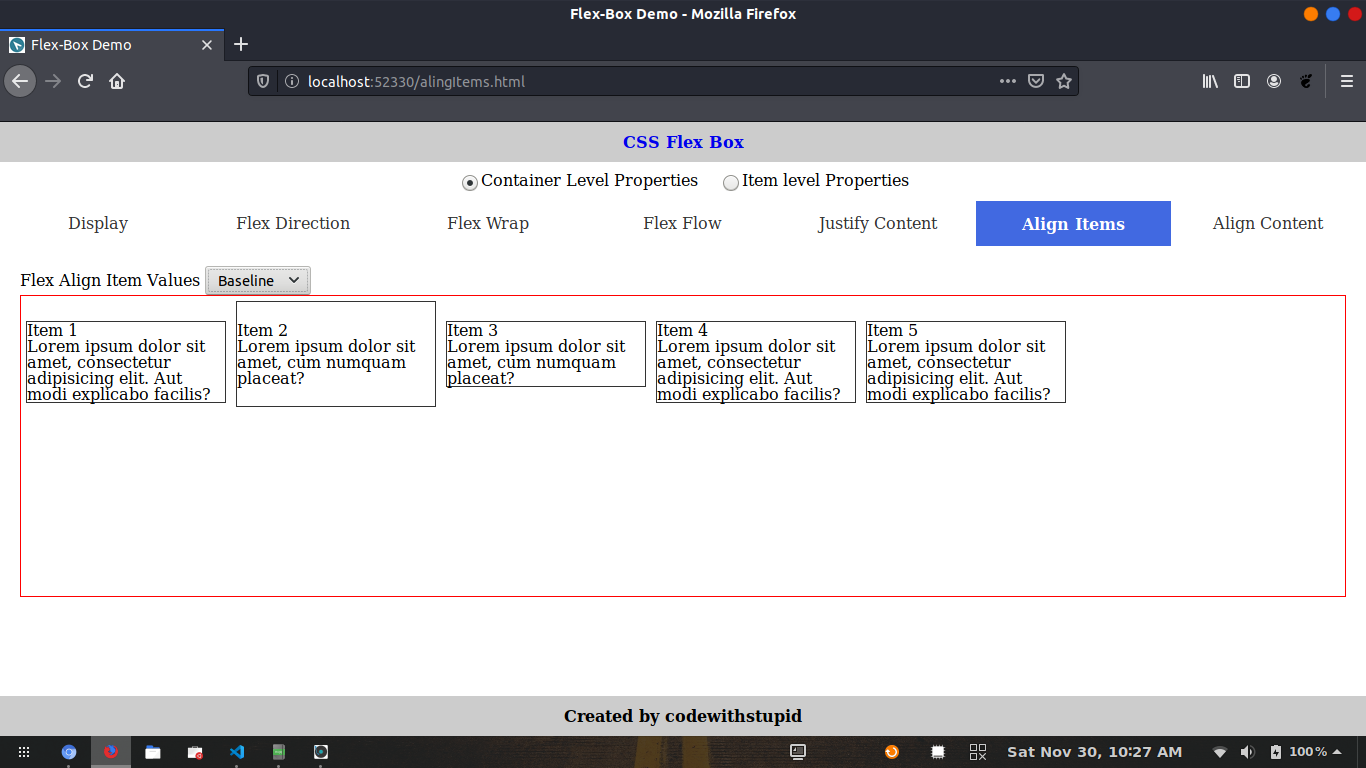 Flex-Box Demo - Mozilla Firefox
Flex-Box Demo
localhost:52330/alingItems.html
CSS Flex Box
Container Level Properties Item level Properties
Display Flex Direction Flex Wrap Flex Flow Justify Content Align Items Align Content
Flex Align Item Values Baseline
Item 1
Lorem ipsum dolor sit
amet, consectetur
adipisicing elit. Aut
modi explicabo facilis?
Item 2
Lorem ipsum dolor sit
amet, cum numquam
placeat?
Item 3
Lorem ipsum dolor sit
amet, cum numquam
placeat?
Item 4
Lorem ipsum dolor sit
amet, consectetur
adipisicing elit. Aut
modi explicabo facilis?
Item 5
Lorem ipsum dolor sit
amet, consectetur
adipisicing elit. Aut
modi explicabo facilis?
Created by codewithstupid
Sat Nov 30, 10:27 AM 100 %